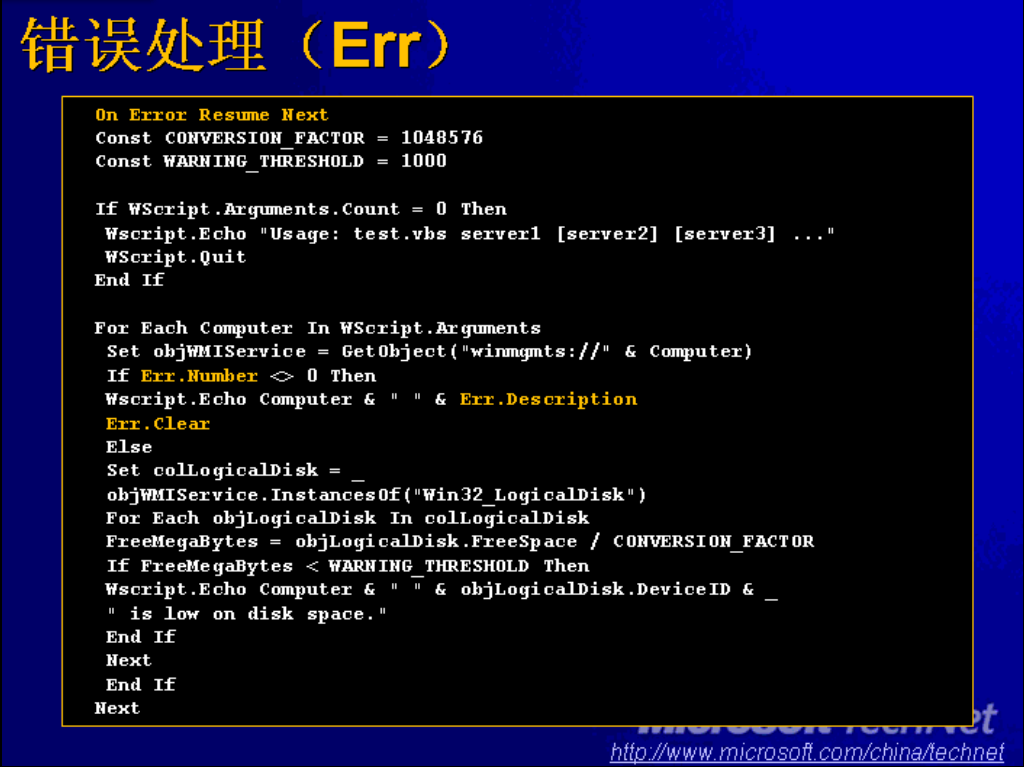 错误处理（Err）
On Error Resume Next
Const CONVERSION_FACTOR = 1048576
Const WARNING_THRESHOLD = 1000
If WScript.Arguments.Count = 0 Then
Wscript.Echo "Usage: test.vbs server1 [server2] [server3] ..."
WScript.Quit
End If
For Each Computer In WScript.Arguments
Set objWMIService = GetObject("winmgmts://" & Computer)
If Err.Number <> 0 Then
Wscript.Echo Computer & " " & Err.Description
Err.Clear
Else
Set colLogicalDisk = _
objWMIService.InstancesOf("Win32_LogicalDisk")
For Each objLogicalDisk In colLogicalDisk
FreeMegaBytes = objLogicalDisk.FreeSpace / CONVERSION_FACTOR
If FreeMegaBytes < WARNING_THRESHOLD Then
Wscript.Echo Computer & " " & objLogicalDisk.DeviceID & _
" is low on disk space."
End If
Next
End If
Next
Microsoft TechNet
http://www.microsoft.com/china/technet